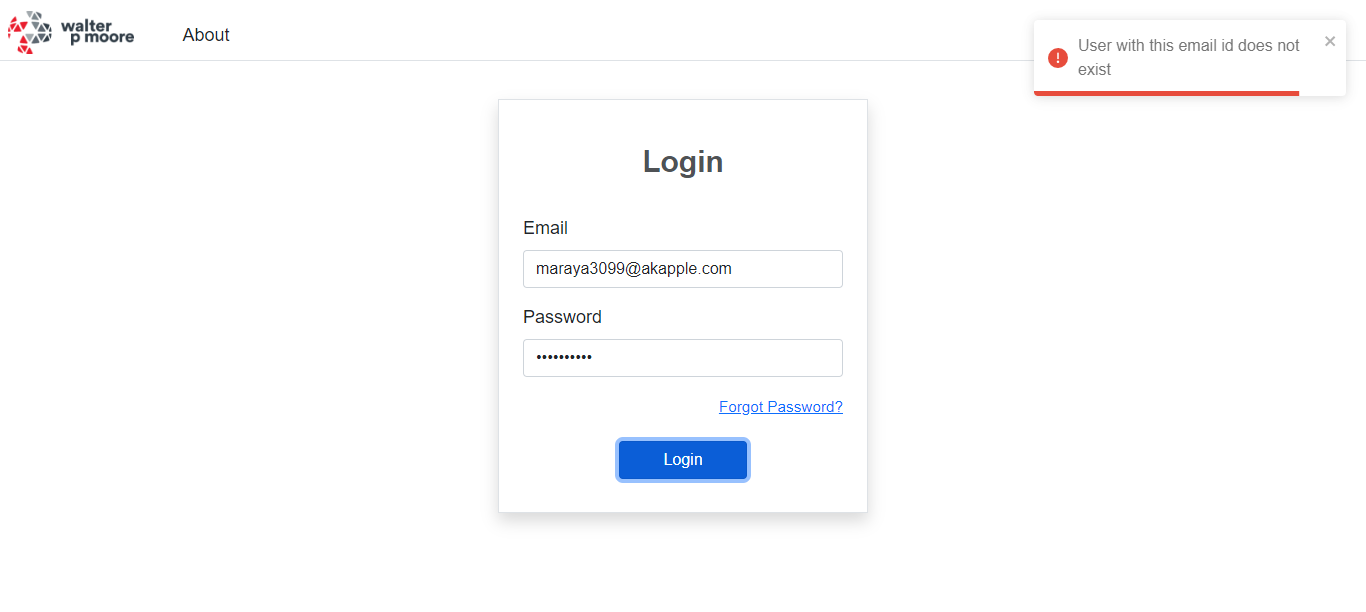 walter
p moore
About
User with this email id does not
exist
Login
Email
maraya3099@akapple.com
Password
••••••••••
Forgot Password?
Login